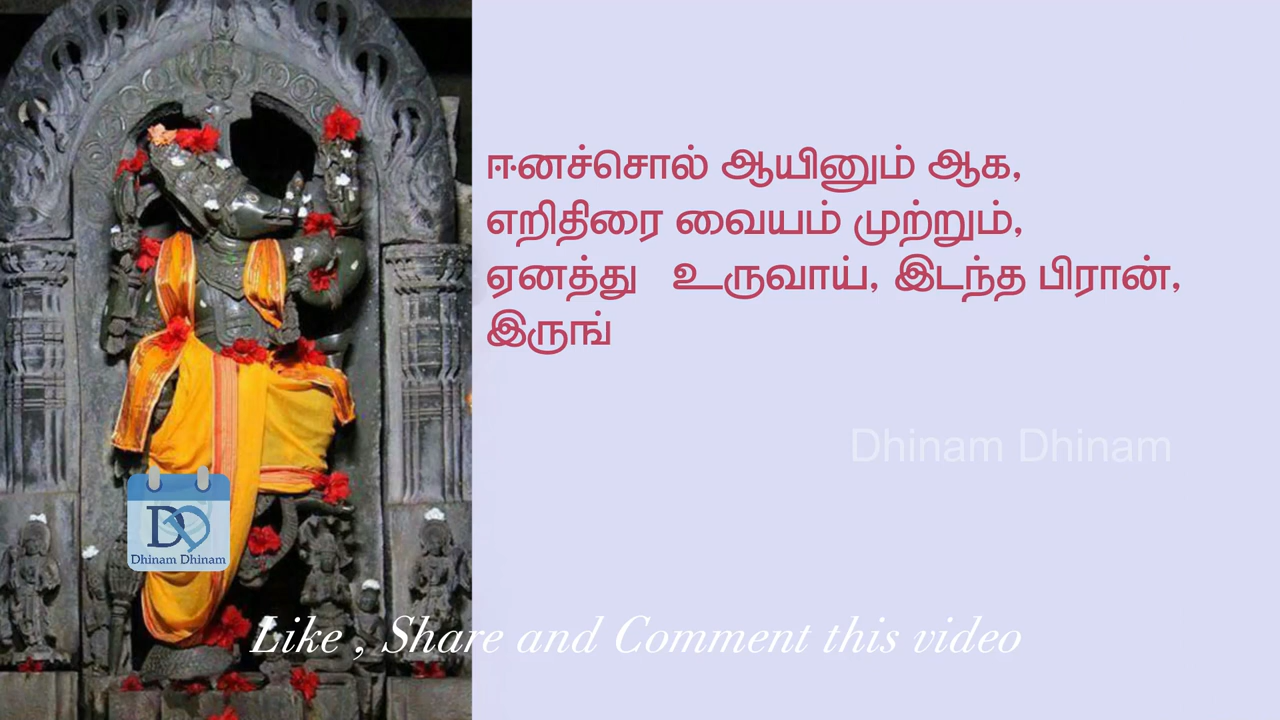 ஈனச்சொல் ஆயினும் ஆக,
எறிதிரை வையம் முற்றும்,
ஏனத்து உருவாய், இடந்த பிரான்,
இருங்
Dhinam Dhinam
DD
Dhinam Dhinam
Like , Share and Comment this video